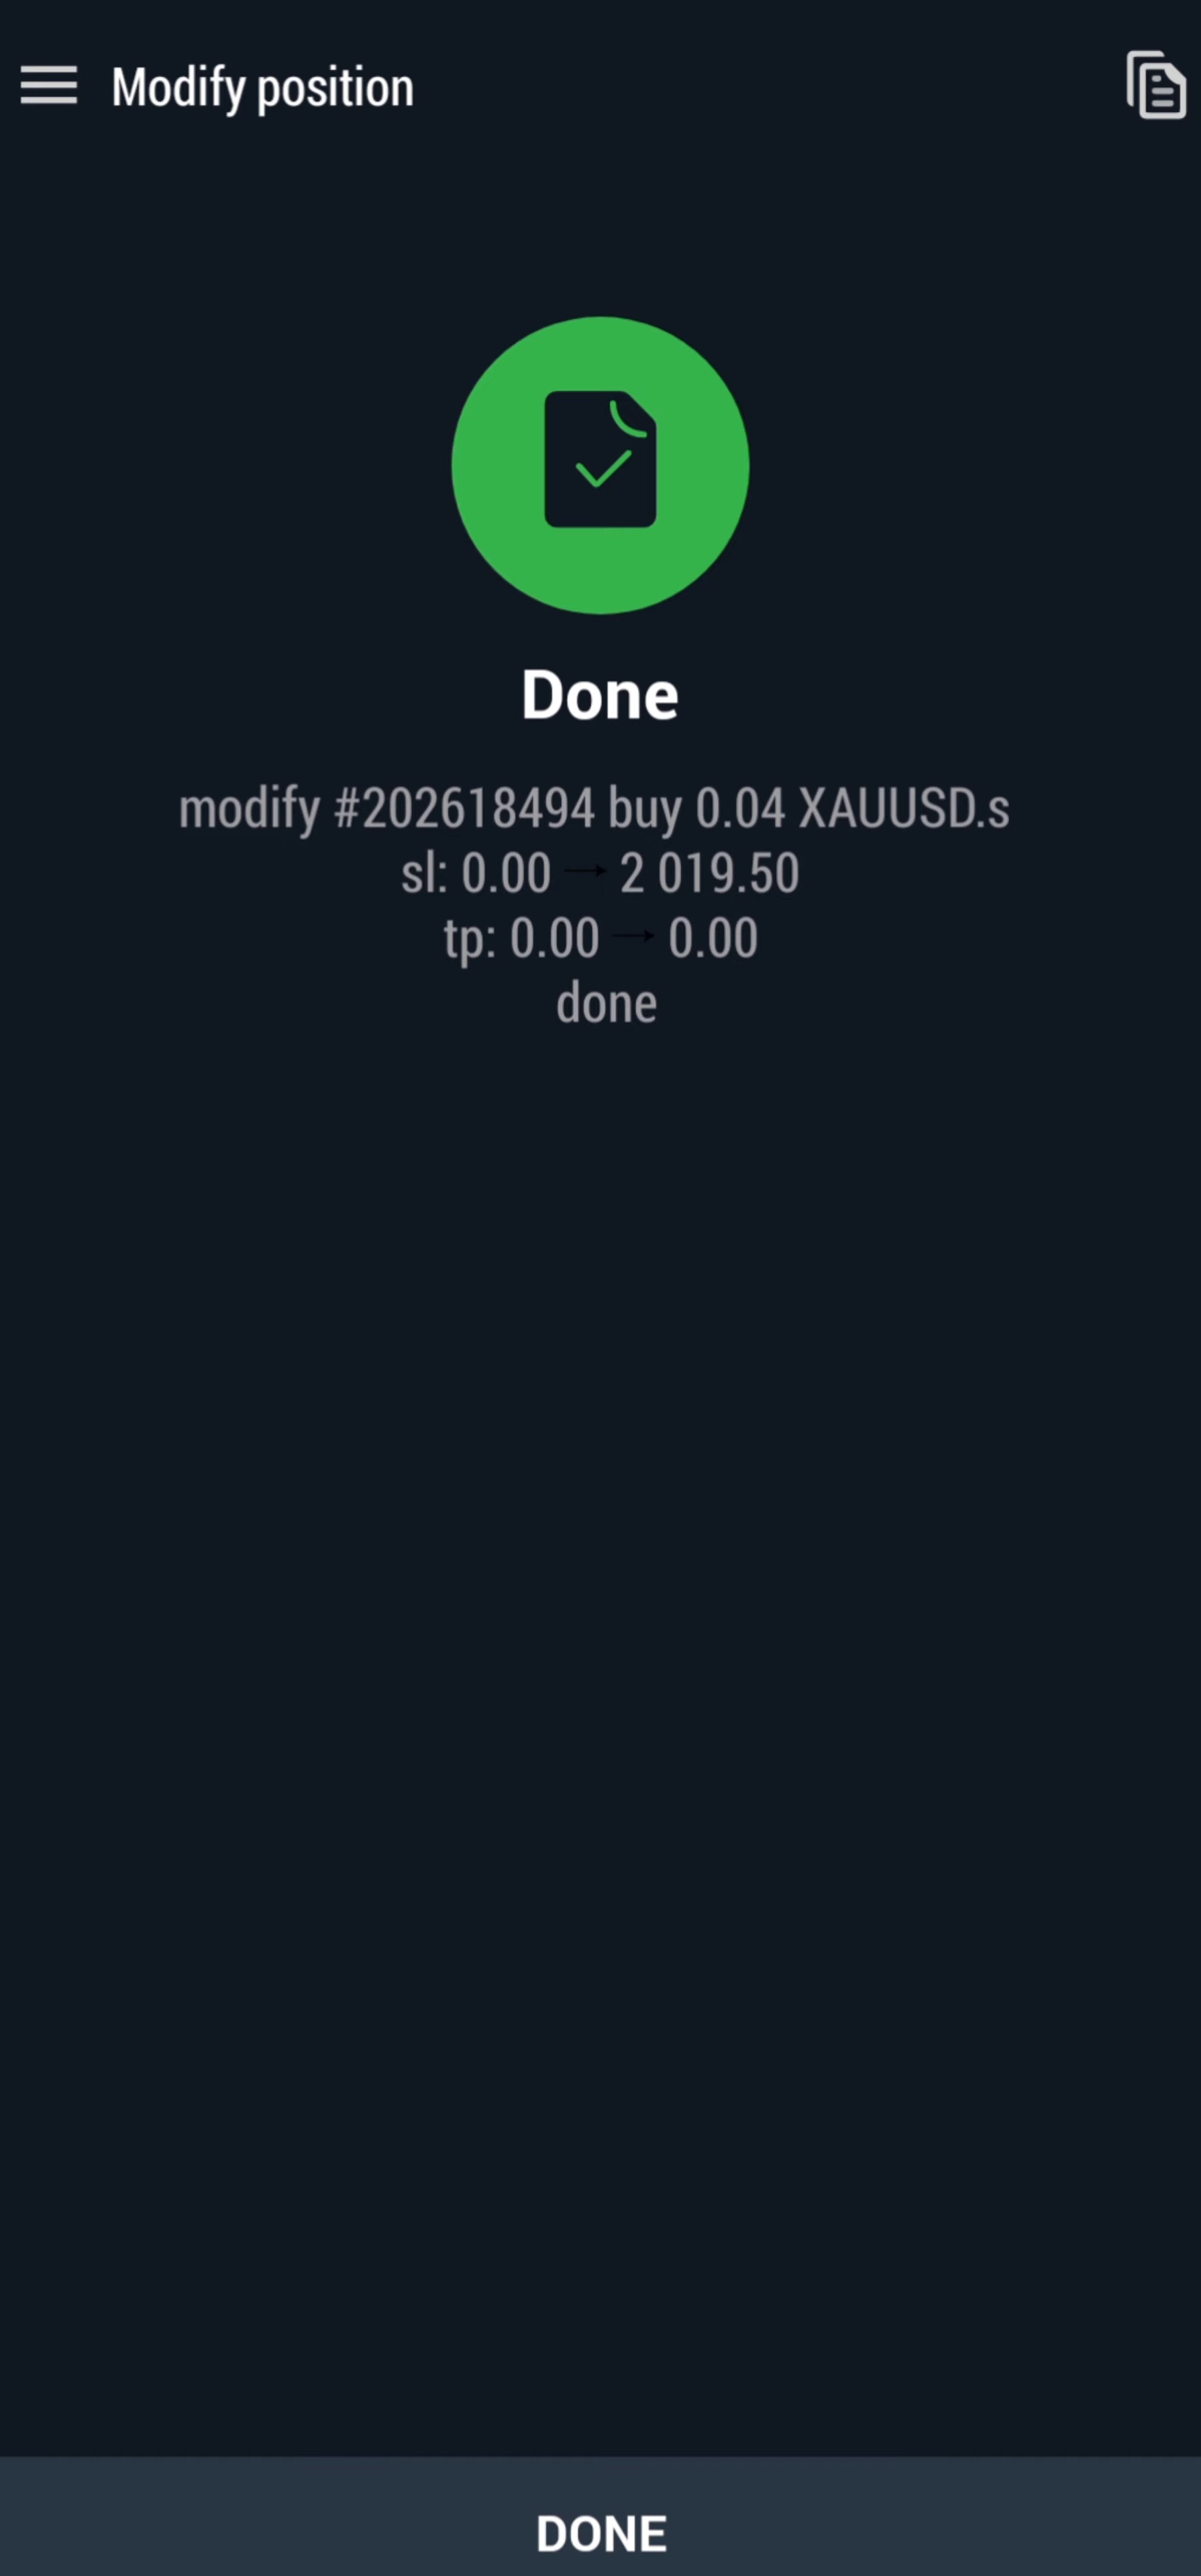 Modify position
Done
modify #202618494 buy 0.04 XAUUSD.s
sl: 0.00 → 2 019.50
tp: 0.00 → 0.00
done
DONE